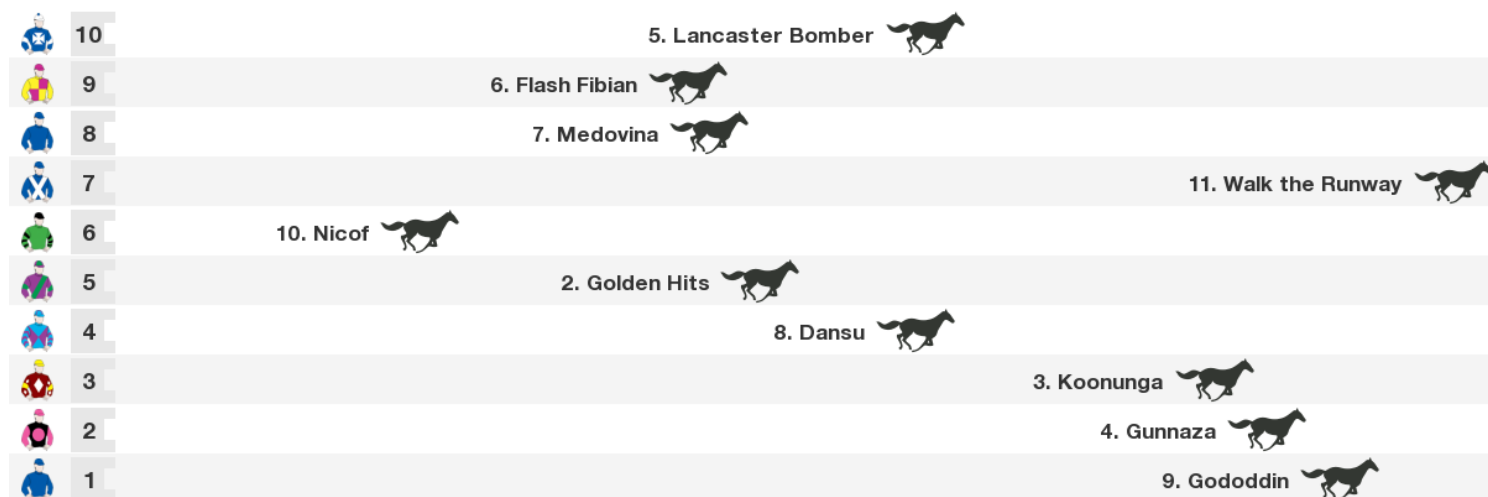 10 5. Lancaster Bomber
9 6. Flash Fibian
8 7. Medovina
7 11. Walk the Runway
6 10. Nicof
5 2. Golden Hits
4 8. Dansu
3 3. Koonunga
2 4. Gunnaza
1 9. Gododdin